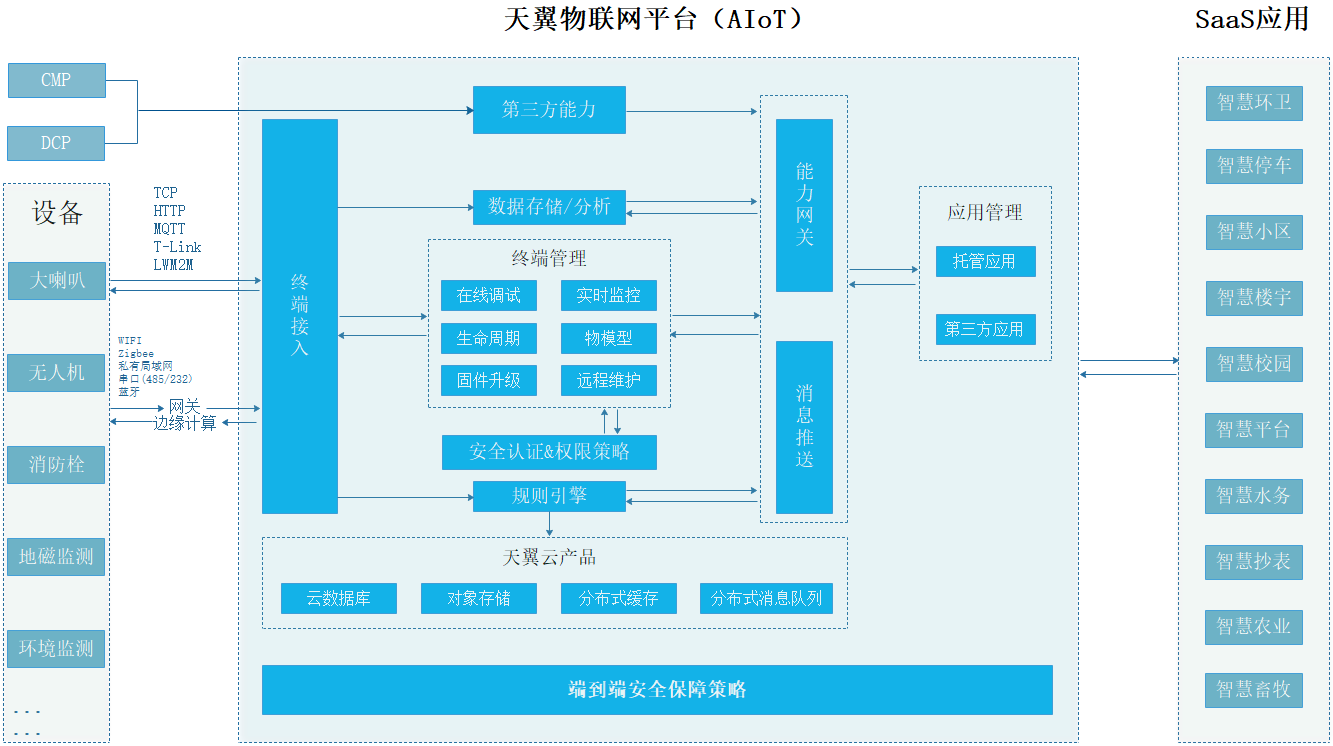 天翼物联网平台（AIoT）
SaaS应用
CMP
DCP
设备
大喇叭
无人机
消防栓
地磁监测
环境监测
...
...
TCP
HTTP
MQTT
T-Link
LWM2M
WIFI
Zigbee
私有局域网
串口(485/232)
蓝牙
网关
边缘计算
终端接入
第三方能力
数据存储/分析
终端管理
在线调试
实时监控
生命周期
物模型
固件升级
远程维护
安全认证&权限策略
规则引擎
天翼云产品
云数据库
对象存储
分布式缓存
分布式消息队列
能力网关
消息推送
应用管理
托管应用
第三方应用
端到端安全保障策略
智慧环卫
智慧停车
智慧小区
智慧楼宇
智慧校园
智慧平台
智慧水务
智慧抄表
智慧农业
智慧畜牧